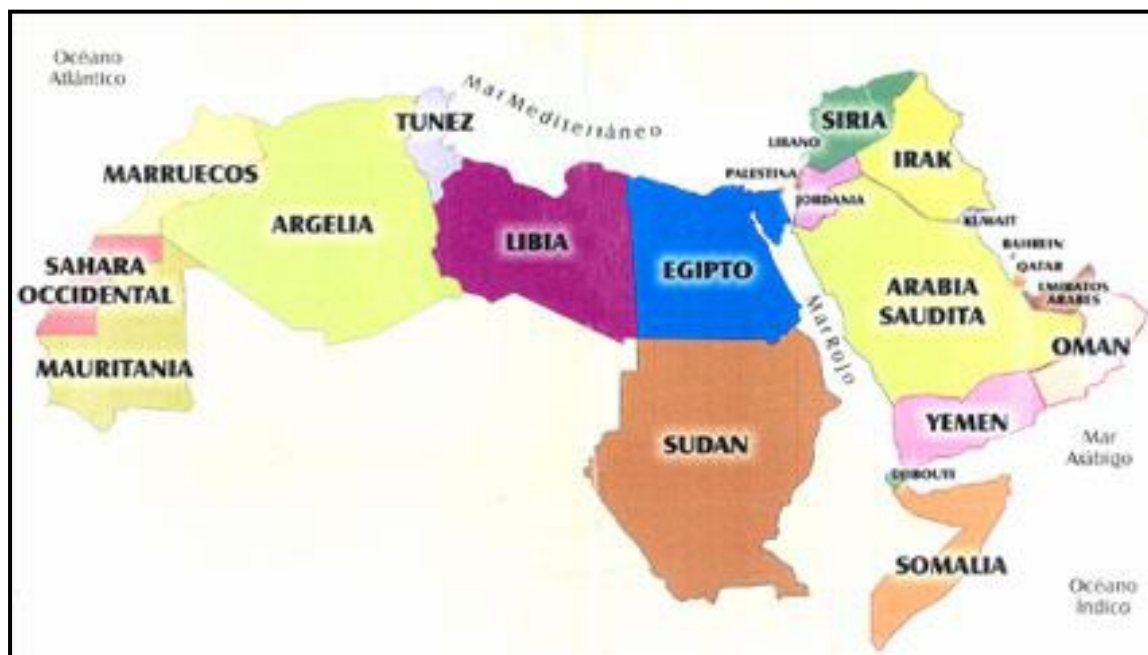 Océano
Atlántico
Mar Mediterráneo
TUNEZ
SIRIA
LIBANO
IRAK
MARRUECOS
PALESTINA
JORDANIA
KUWAIT
ARGELIA
LIBIA
EGIPTO
BAHREIN
QATAR
SAHARA
OCCIDENTAL
EMIRATOS
ARABES
ARABIA
SAUDITA
Mar Rojo
OMAN
MAURITANIA
YEMEN
SUDAN
Mar
Arábigo
DJIBOUTI
SOMALIA
Océano
Índico